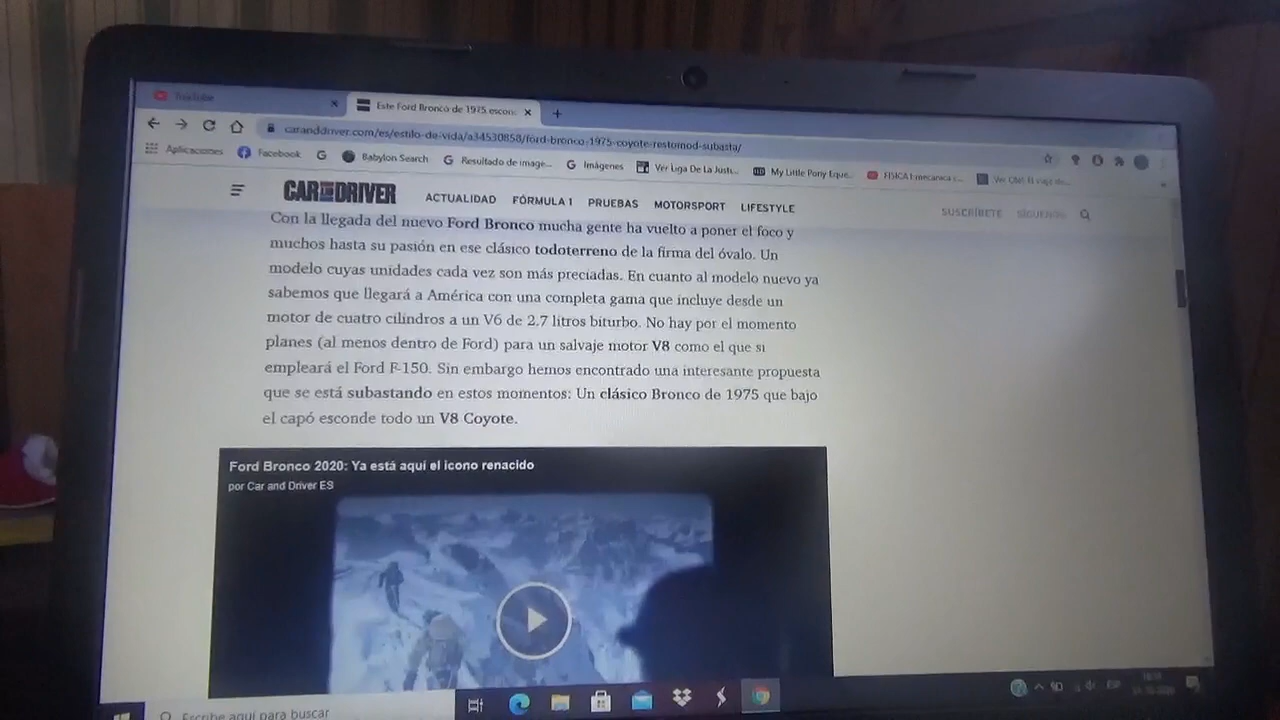 YouTube
Este Ford Bronco de 1975 escon
caranddriver.com/es/estilo-de-vida/a34530858/ford-bronco-1975-coyote-restomod-subasta/
Aplicaciones Facebook Babylon Search Resultado de image... Imágenes Ver Liga De La Justi... My Little Pony Eque... FISICA I: mecanica
CAR AND DRIVER ACTUALIDAD FÓRMULA 1 PRUEBAS MOTORSPORT LIFESTYLE SUSCRÍBETE SÍGUENOS
Con la llegada del nuevo Ford Bronco mucha gente ha vuelto a poner el foco y
muchos hasta su pasión en ese clásico todoterreno de la firma del óvalo. Un
modelo cuyas unidades cada vez son más preciadas. En cuanto al modelo nuevo ya
sabemos que llegará a América con una completa gama que incluye desde un
motor de cuatro cilindros a un V6 de 2,7 litros biturbo. No hay por el momento
planes (al menos dentro de Ford) para un salvaje motor V8 como el que sí
empleará el Ford F-150. Sin embargo hemos encontrado una interesante propuesta
que se está subastando en estos momentos: Un clásico Bronco de 1975 que bajo
el capó esconde todo un V8 Coyote.
Ford Bronco 2020: Ya está aquí el icono renacido
por Car and Driver ES
Escribe aquí para buscar
ESP